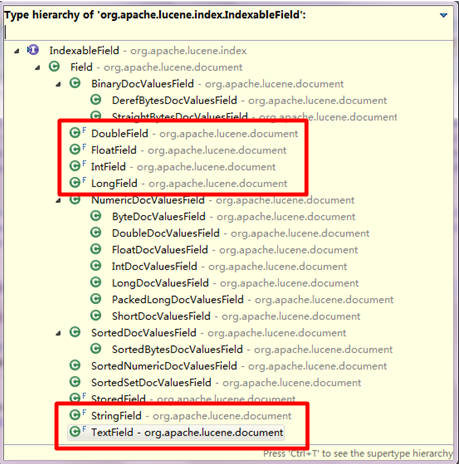 Type hierarchy of 'org.apache.lucene.index.IndexableField':
IndexableField - org.apache.lucene.index
Field - org.apache.lucene.document
BinaryDocValuesField - org.apache.lucene.document
DerefBytesDocValuesField - org.apache.lucene.document
StraightBytesDocValuesField - org.apache.lucene.document
F DoubleField - org.apache.lucene.document
F FloatField - org.apache.lucene.document
F IntField - org.apache.lucene.document
F LongField - org.apache.lucene.document
NumericDocValuesField - org.apache.lucene.document
ByteDocValuesField - org.apache.lucene.document
DoubleDocValuesField - org.apache.lucene.document
FloatDocValuesField - org.apache.lucene.document
IntDocValuesField - org.apache.lucene.document
LongDocValuesField - org.apache.lucene.document
PackedLongDocValuesField - org.apache.lucene.document
ShortDocValuesField - org.apache.lucene.document
SortedDocValuesField - org.apache.lucene.document
SortedBytesDocValuesField - org.apache.lucene.document
SortedNumericDocValuesField - org.apache.lucene.document
SortedSetDocValuesField - org.apache.lucene.document
F StoredField - org.apache.lucene.document
F StringField - org.apache.lucene.document
F TextField - org.apache.lucene.document
Press 'Ctrl+T' to see the supertype hierarchy